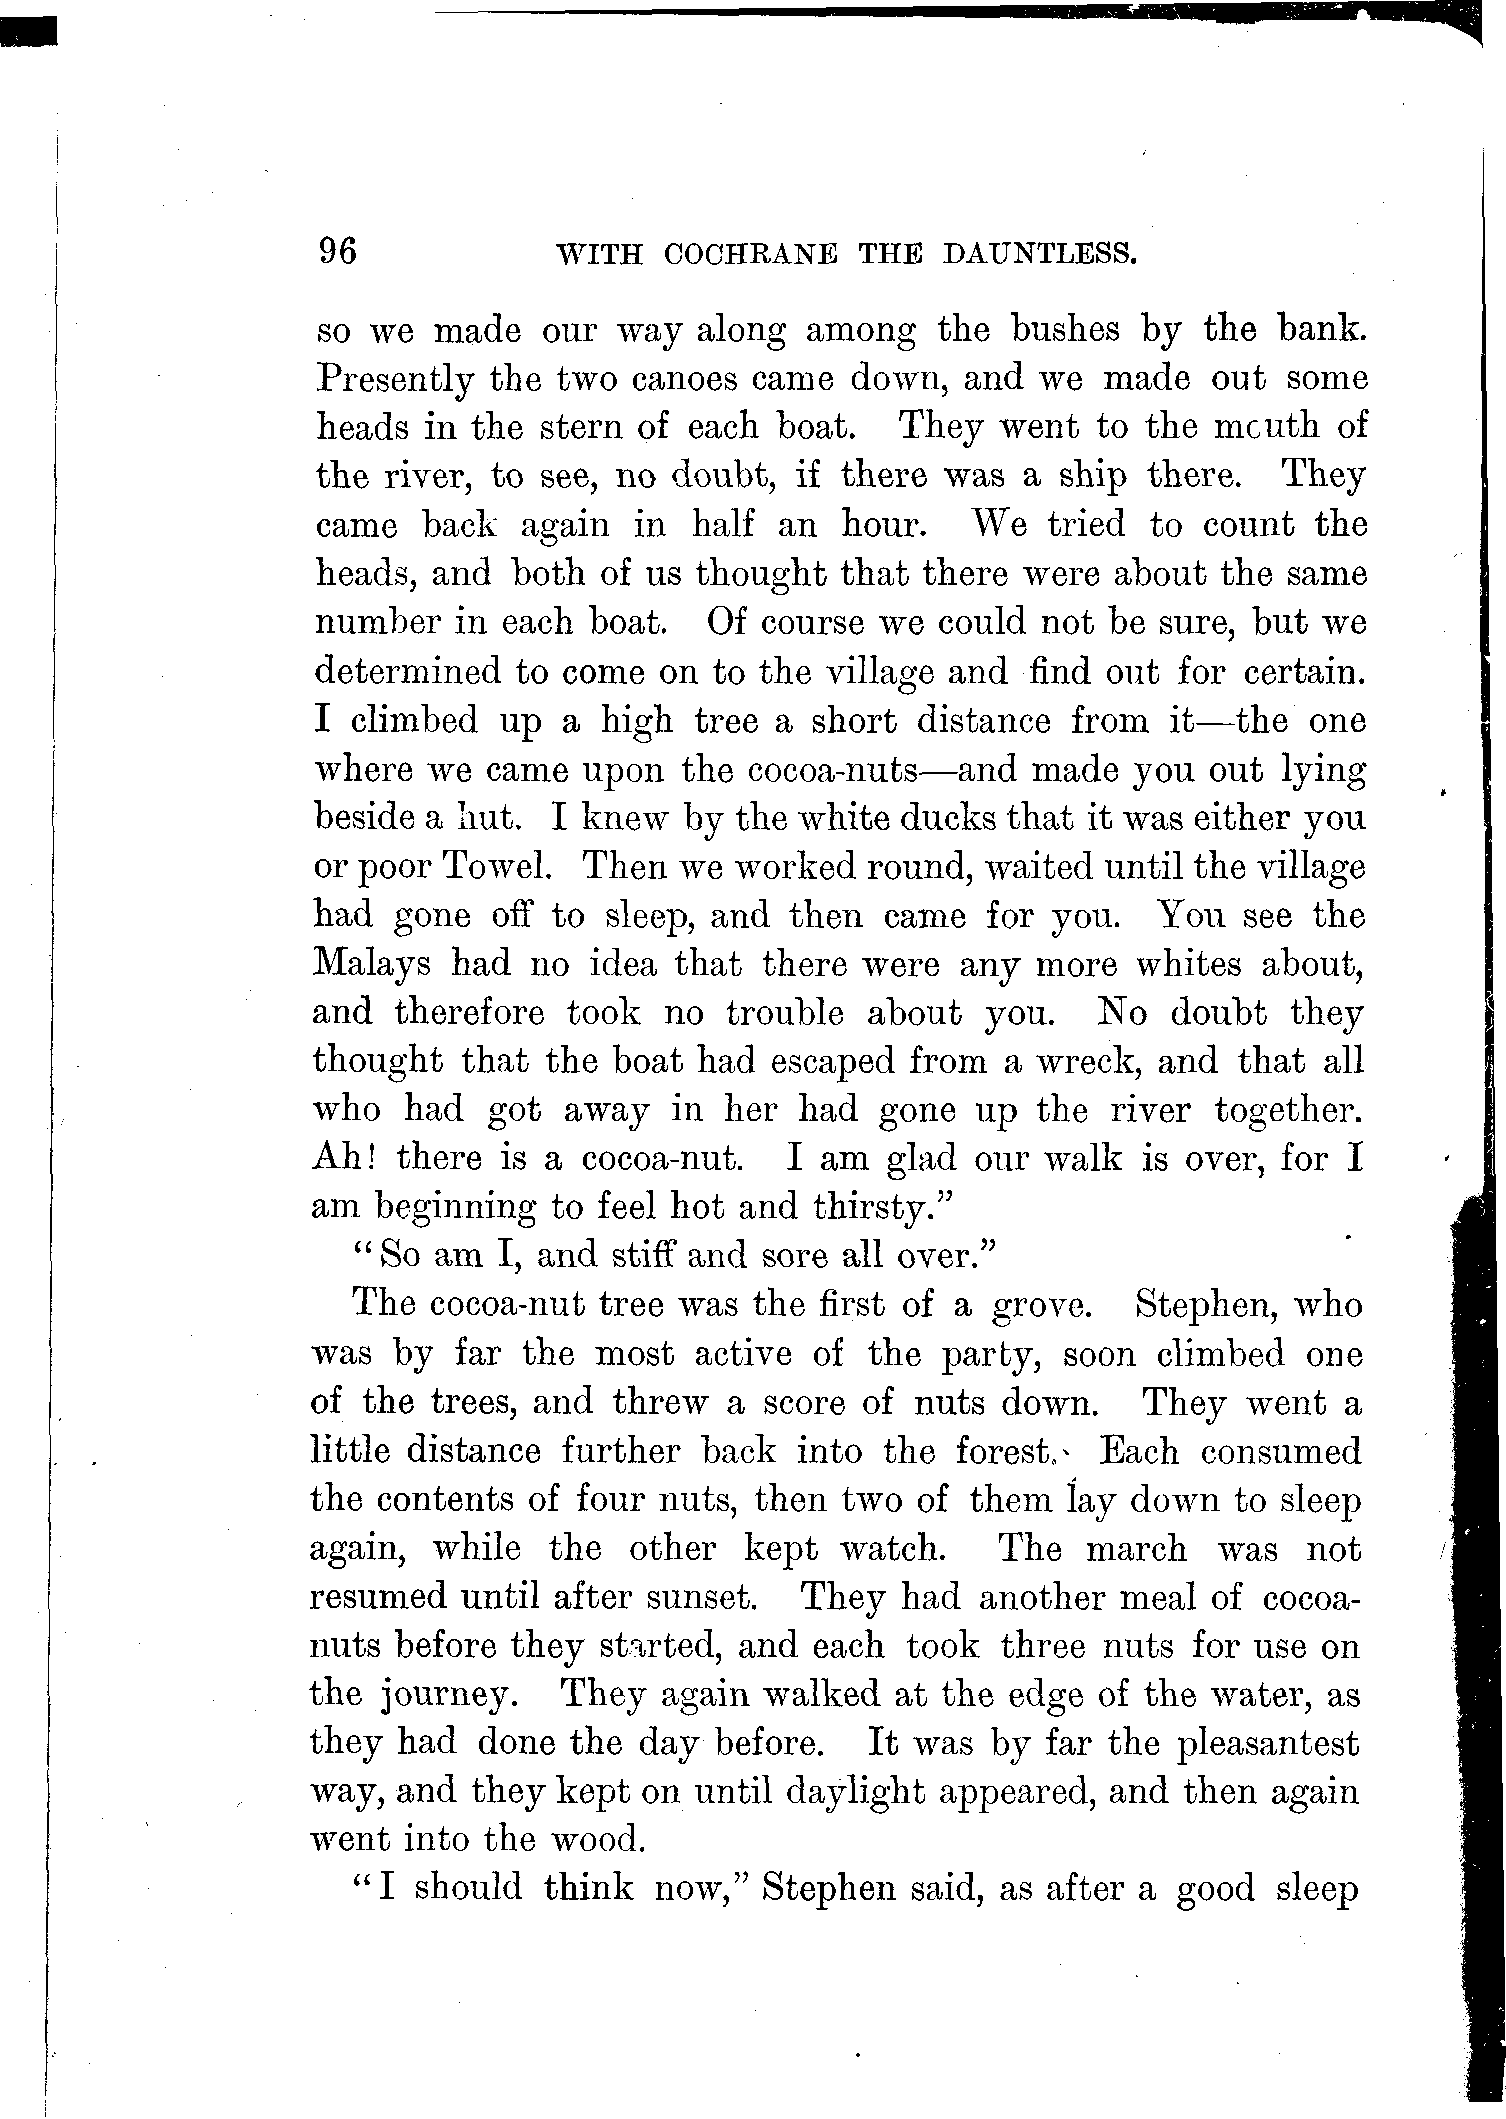 96 WITH COCHRANE THE DAUNTLESS.
so we made our way along among the bushes by the bank.
Presently the two canoes came down, and we made out some
heads in the stern of each boat. They went to the mouth of
the river, to see, no doubt, if there was a ship there. They
came back again in half an hour. We tried to count the
heads, and both of us thought that there were about the same
number in each boat. Of course we could not be sure, but we
determined to come on to the village and find out for certain.
I climbed up a high tree a short distance from it—the one
where we came upon the cocoa-nuts—and made you out lying
beside a hut. I knew by the white ducks that it was either you
or poor Towel. Then we worked round, waited until the village
had gone off to sleep, and then came for you. You see the
Malays had no idea that there were any more whites about,
and therefore took no trouble about you. No doubt they
thought that the boat had escaped from a wreck, and that all
who had got away in her had gone up the river together.
Ah! there is a cocoa-nut. I am glad our walk is over, for I
am beginning to feel hot and thirsty.”
“So am I, and stiff and sore all over.”
The cocoa-nut tree was the first of a grove. Stephen, who
was by far the most active of the party, soon climbed one
of the trees, and threw a score of nuts down. They went a
little distance further back into the forest. Each consumed
the contents of four nuts, then two of them lay down to sleep
again, while the other kept watch. The march was not
resumed until after sunset. They had another meal of cocoa-
nuts before they started, and each took three nuts for use on
the journey. They again walked at the edge of the water, as
they had done the day before. It was by far the pleasantest
way, and they kept on until daylight appeared, and then again
went into the wood.
“I should think now,” Stephen said, as after a good sleep